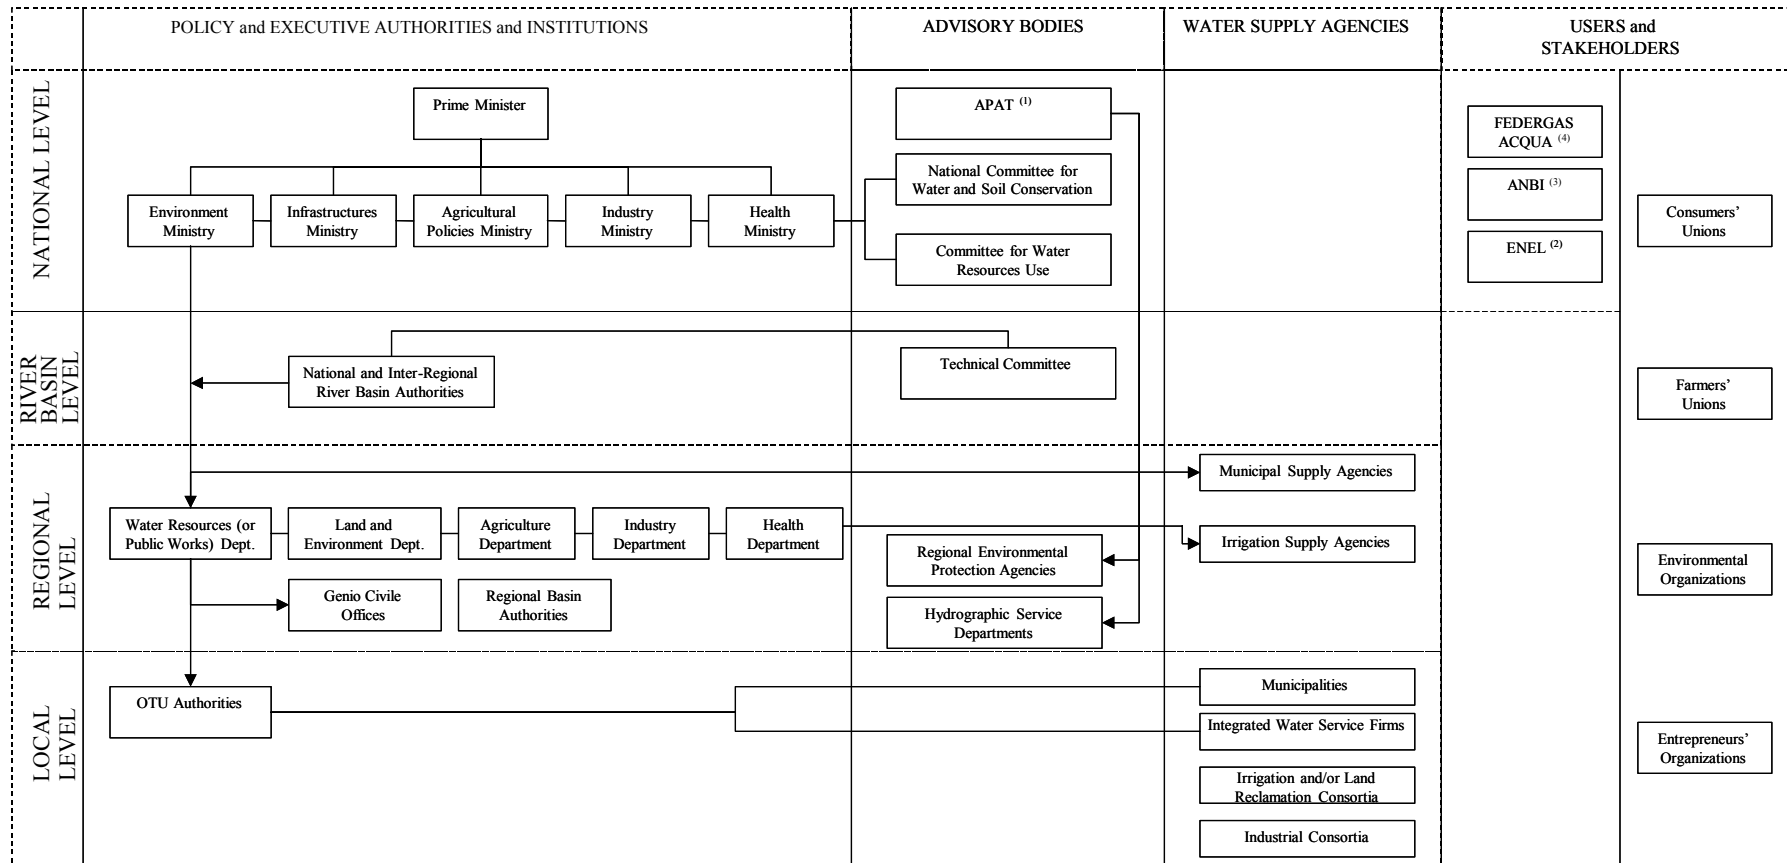 POLICY and EXECUTIVE AUTHORITIES and INSTITUTIONS
ADVISORY BODIES
WATER SUPPLY AGENCIES
USERS and
STAKEHOLDERS
NATIONAL LEVEL
Prime Minister
Environment
Ministry
Infrastructures
Ministry
Agricultural
Policies Ministry
Industry
Ministry
Health
Ministry
APAT (1)
National Committee for
Water and Soil Conservation
Committee for Water
Resources Use
FEDERGAS
ACQUA (4)
ANBI (3)
ENEL (2)
Consumers’
Unions
RIVER
BASIN
LEVEL
National and Inter-Regional
River Basin Authorities
Technical Committee
Farmers’
Unions
REGIONAL
LEVEL
Water Resources (or
Public Works) Dept.
Land and
Environment Dept.
Agriculture
Department
Industry
Department
Health
Department
Genio Civile
Offices
Regional Basin
Authorities
Regional Environmental
Protection Agencies
Hydrographic Service
Departments
Municipal Supply Agencies
Irrigation Supply Agencies
Environmental
Organizations
LOCAL
LEVEL
OTU Authorities
Municipalities
Integrated Water Service Firms
Irrigation and/or Land
Reclamation Consortia
Industrial Consortia
Entrepreneurs’
Organizations